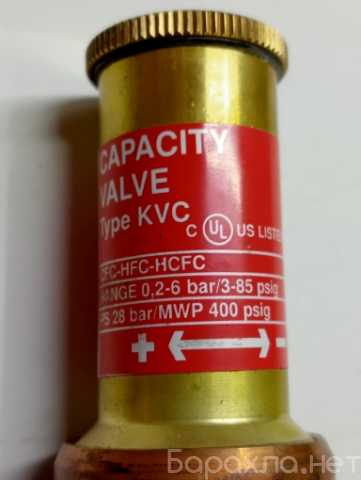 CAPACITY
VALVE
Type KVC
C UL US LISTED
CFC-HFC-HCFC
RANGE 0,2-6 bar/3-85 psig
PS 28 bar/MWP 400 psig
+ ←→ -
Барахла.нет